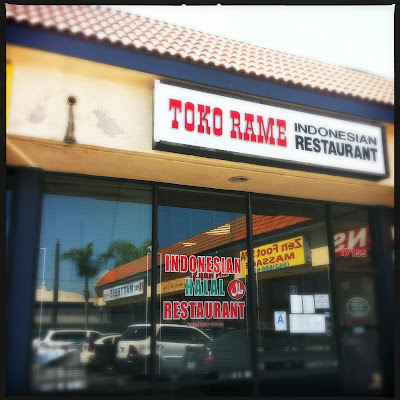 TOKO RAME INDONESIAN
RESTAURANT
INDONESIAN
HALAL
RESTAURANT
Zen Foot
MASSAGE
A